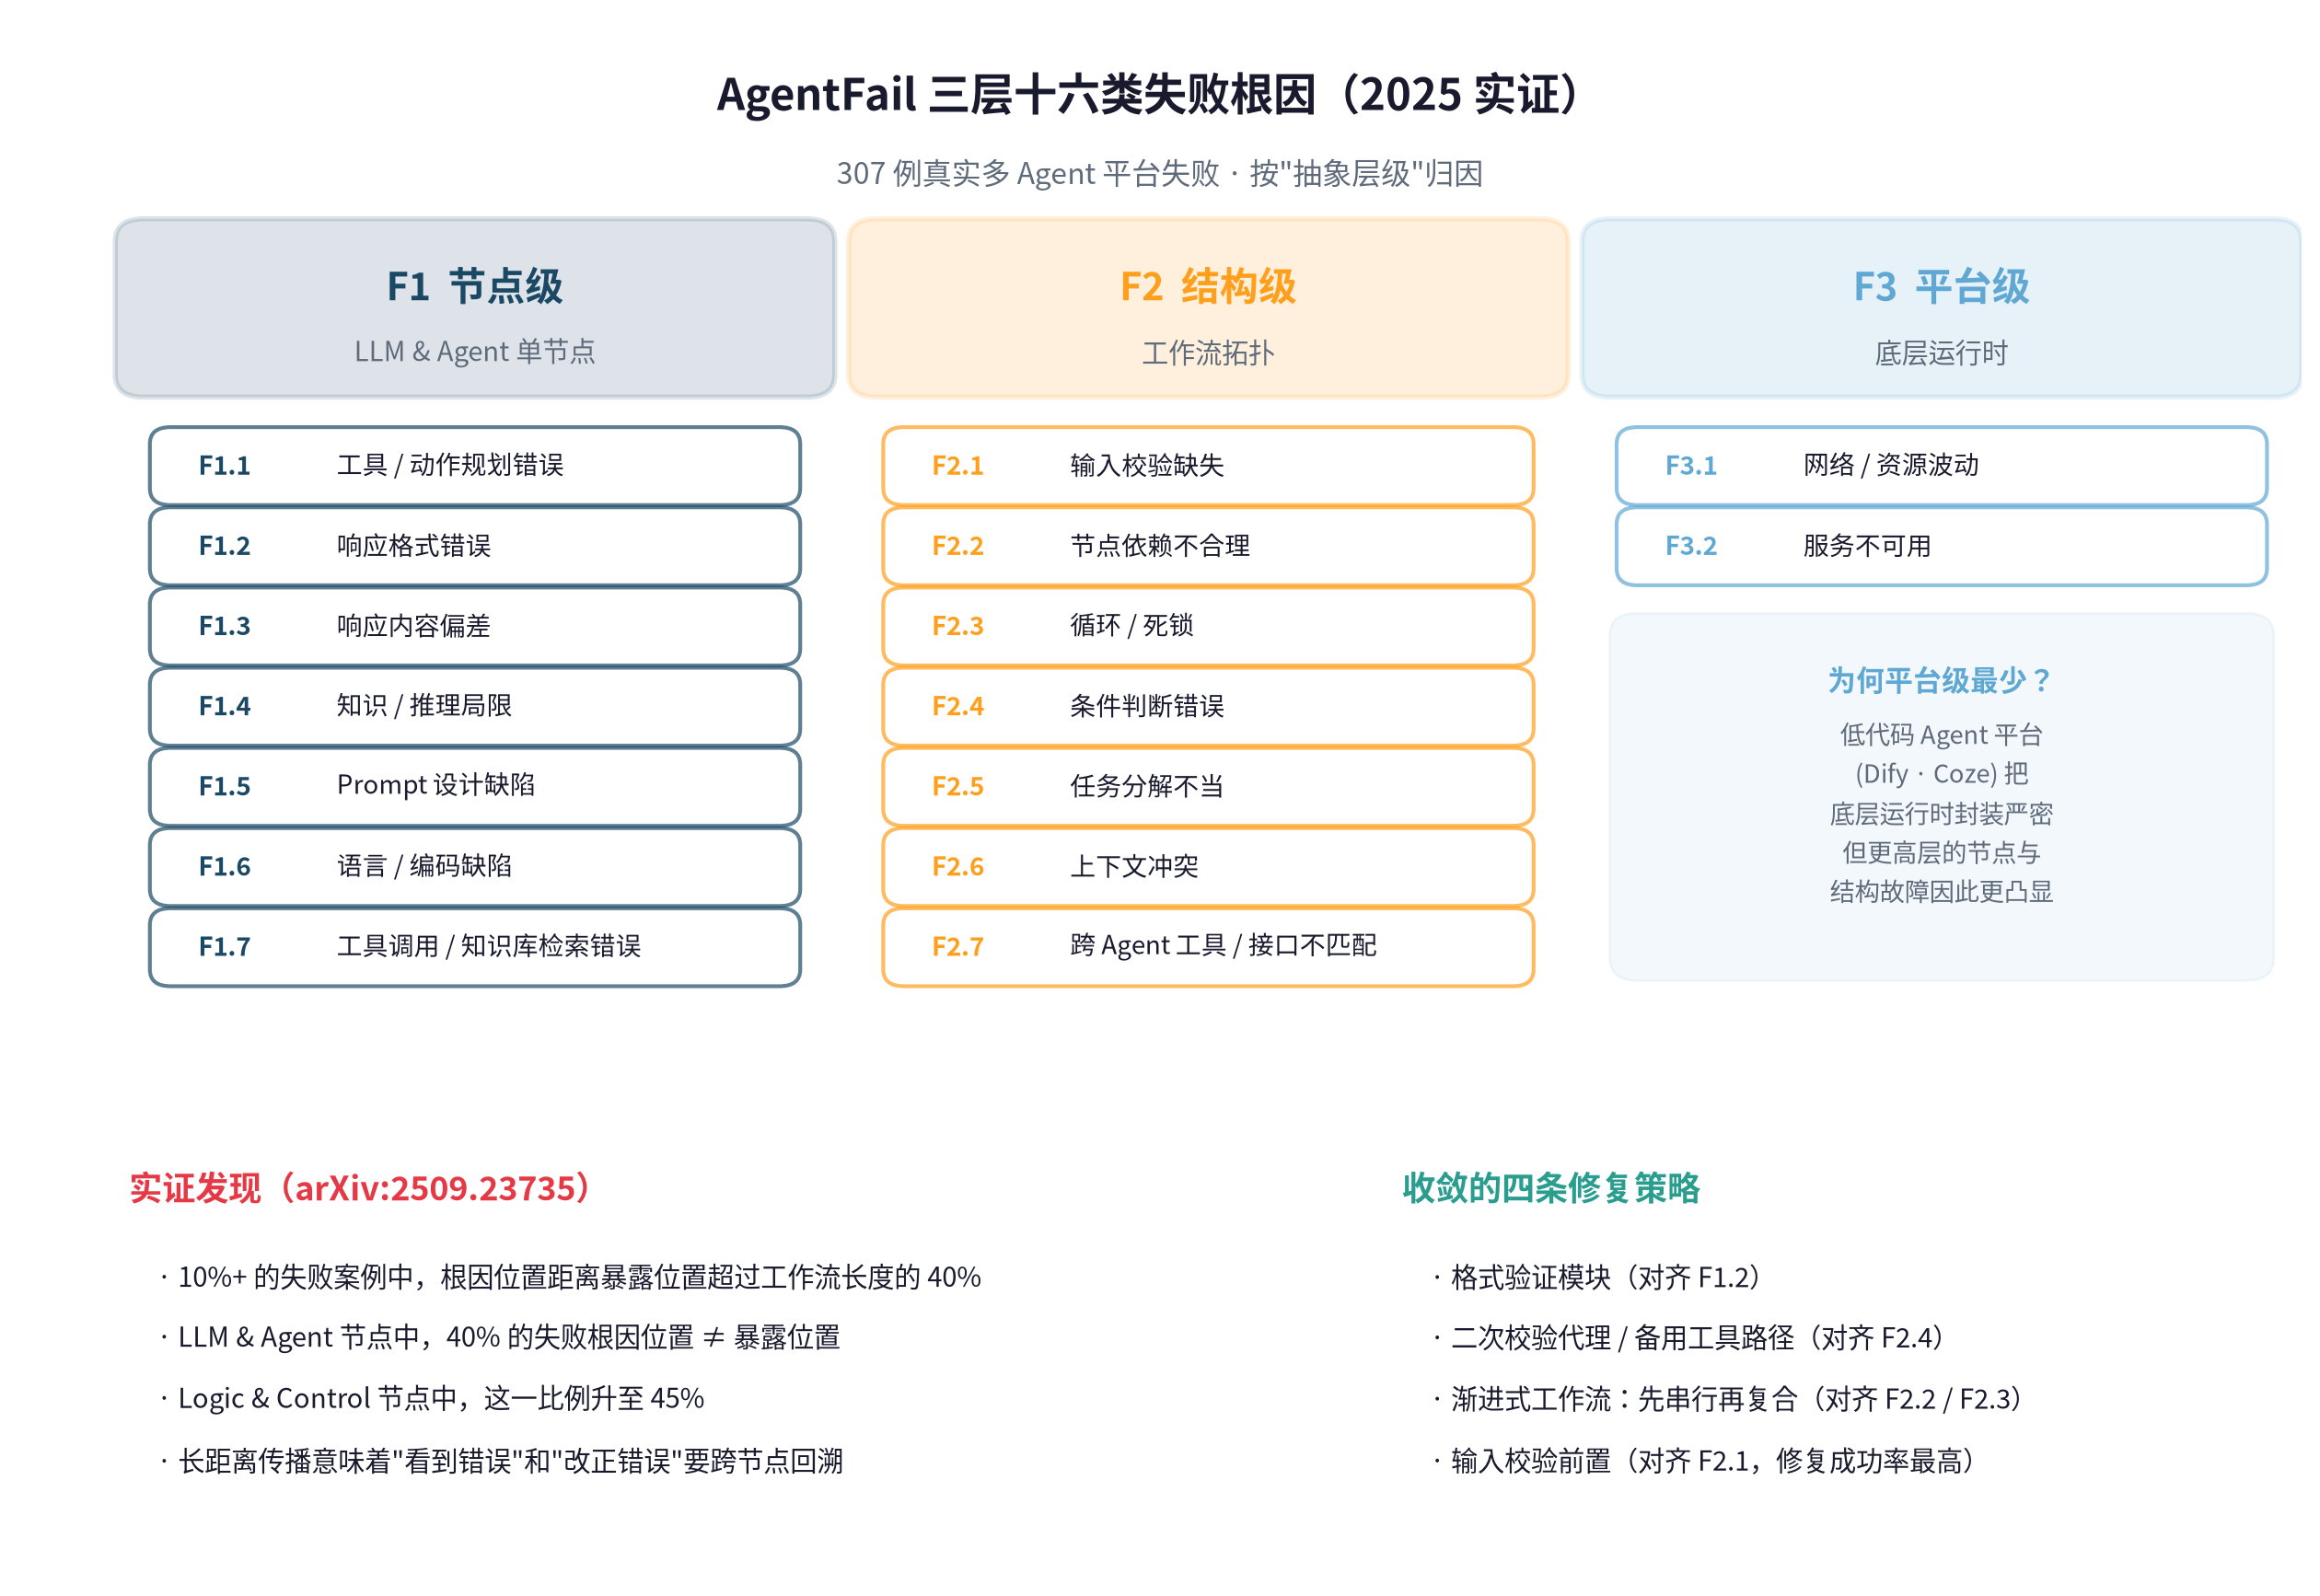 AgentFail 三层十六类失败根因（2025 实证）
307 例真实多 Agent 平台失败 · 按"抽象层级"归因
F1 节点级
LLM & Agent 单节点
F1.1 工具 / 动作规划错误
F1.2 响应格式错误
F1.3 响应内容偏差
F1.4 知识 / 推理局限
F1.5 Prompt 设计缺陷
F1.6 语言 / 编码缺陷
F1.7 工具调用 / 知识库检索错误
F2 结构级
工作流拓扑
F2.1 输入校验缺失
F2.2 节点依赖不合理
F2.3 循环 / 死锁
F2.4 条件判断错误
F2.5 任务分解不当
F2.6 上下文冲突
F2.7 跨 Agent 工具 / 接口不匹配
F3 平台级
底层运行时
F3.1 网络 / 资源波动
F3.2 服务不可用
为何平台级最少？
低代码 Agent 平台
(Dify · Coze) 把
底层运行时封装严密
但更高层的节点与
结构故障因此更凸显
实证发现（arXiv:2509.23735）
· 10%+ 的失败案例中，根因位置距离暴露位置超过工作流长度的 40%
· LLM & Agent 节点中，40% 的失败根因位置 ≠ 暴露位置
· Logic & Control 节点中，这一比例升至 45%
· 长距离传播意味着"看到错误"和"改正错误"要跨节点回溯
收敛的四条修复策略
· 格式验证模块（对齐 F1.2）
· 二次校验代理 / 备用工具路径（对齐 F2.4）
· 渐进式工作流：先串行再复合（对齐 F2.2 / F2.3）
· 输入校验前置（对齐 F2.1，修复成功率最高）